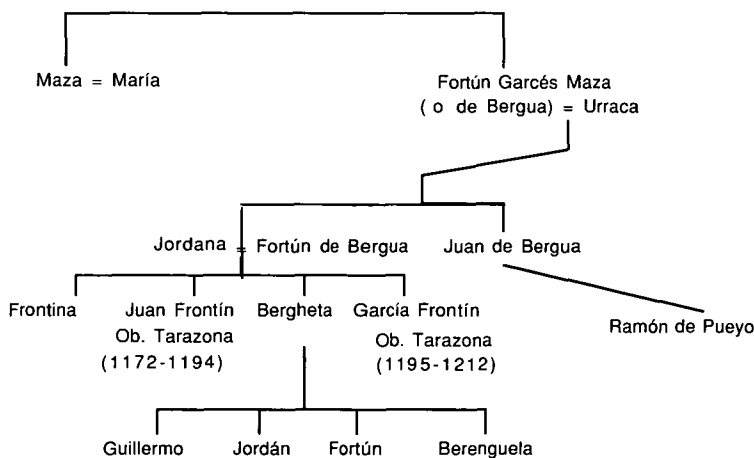 Maza = María
Fortún Garcés Maza
( o de Bergua) = Urraca
Jordana = Fortún de Bergua
Juan de Bergua
Frontina
Juan Frontín
Ob. Tarazona
(1172-1194)
Bergheta
García Frontín
Ob. Tarazona
(1195-1212)
Ramón de Pueyo
Guillermo
Jordán
Fortún
Berenguela